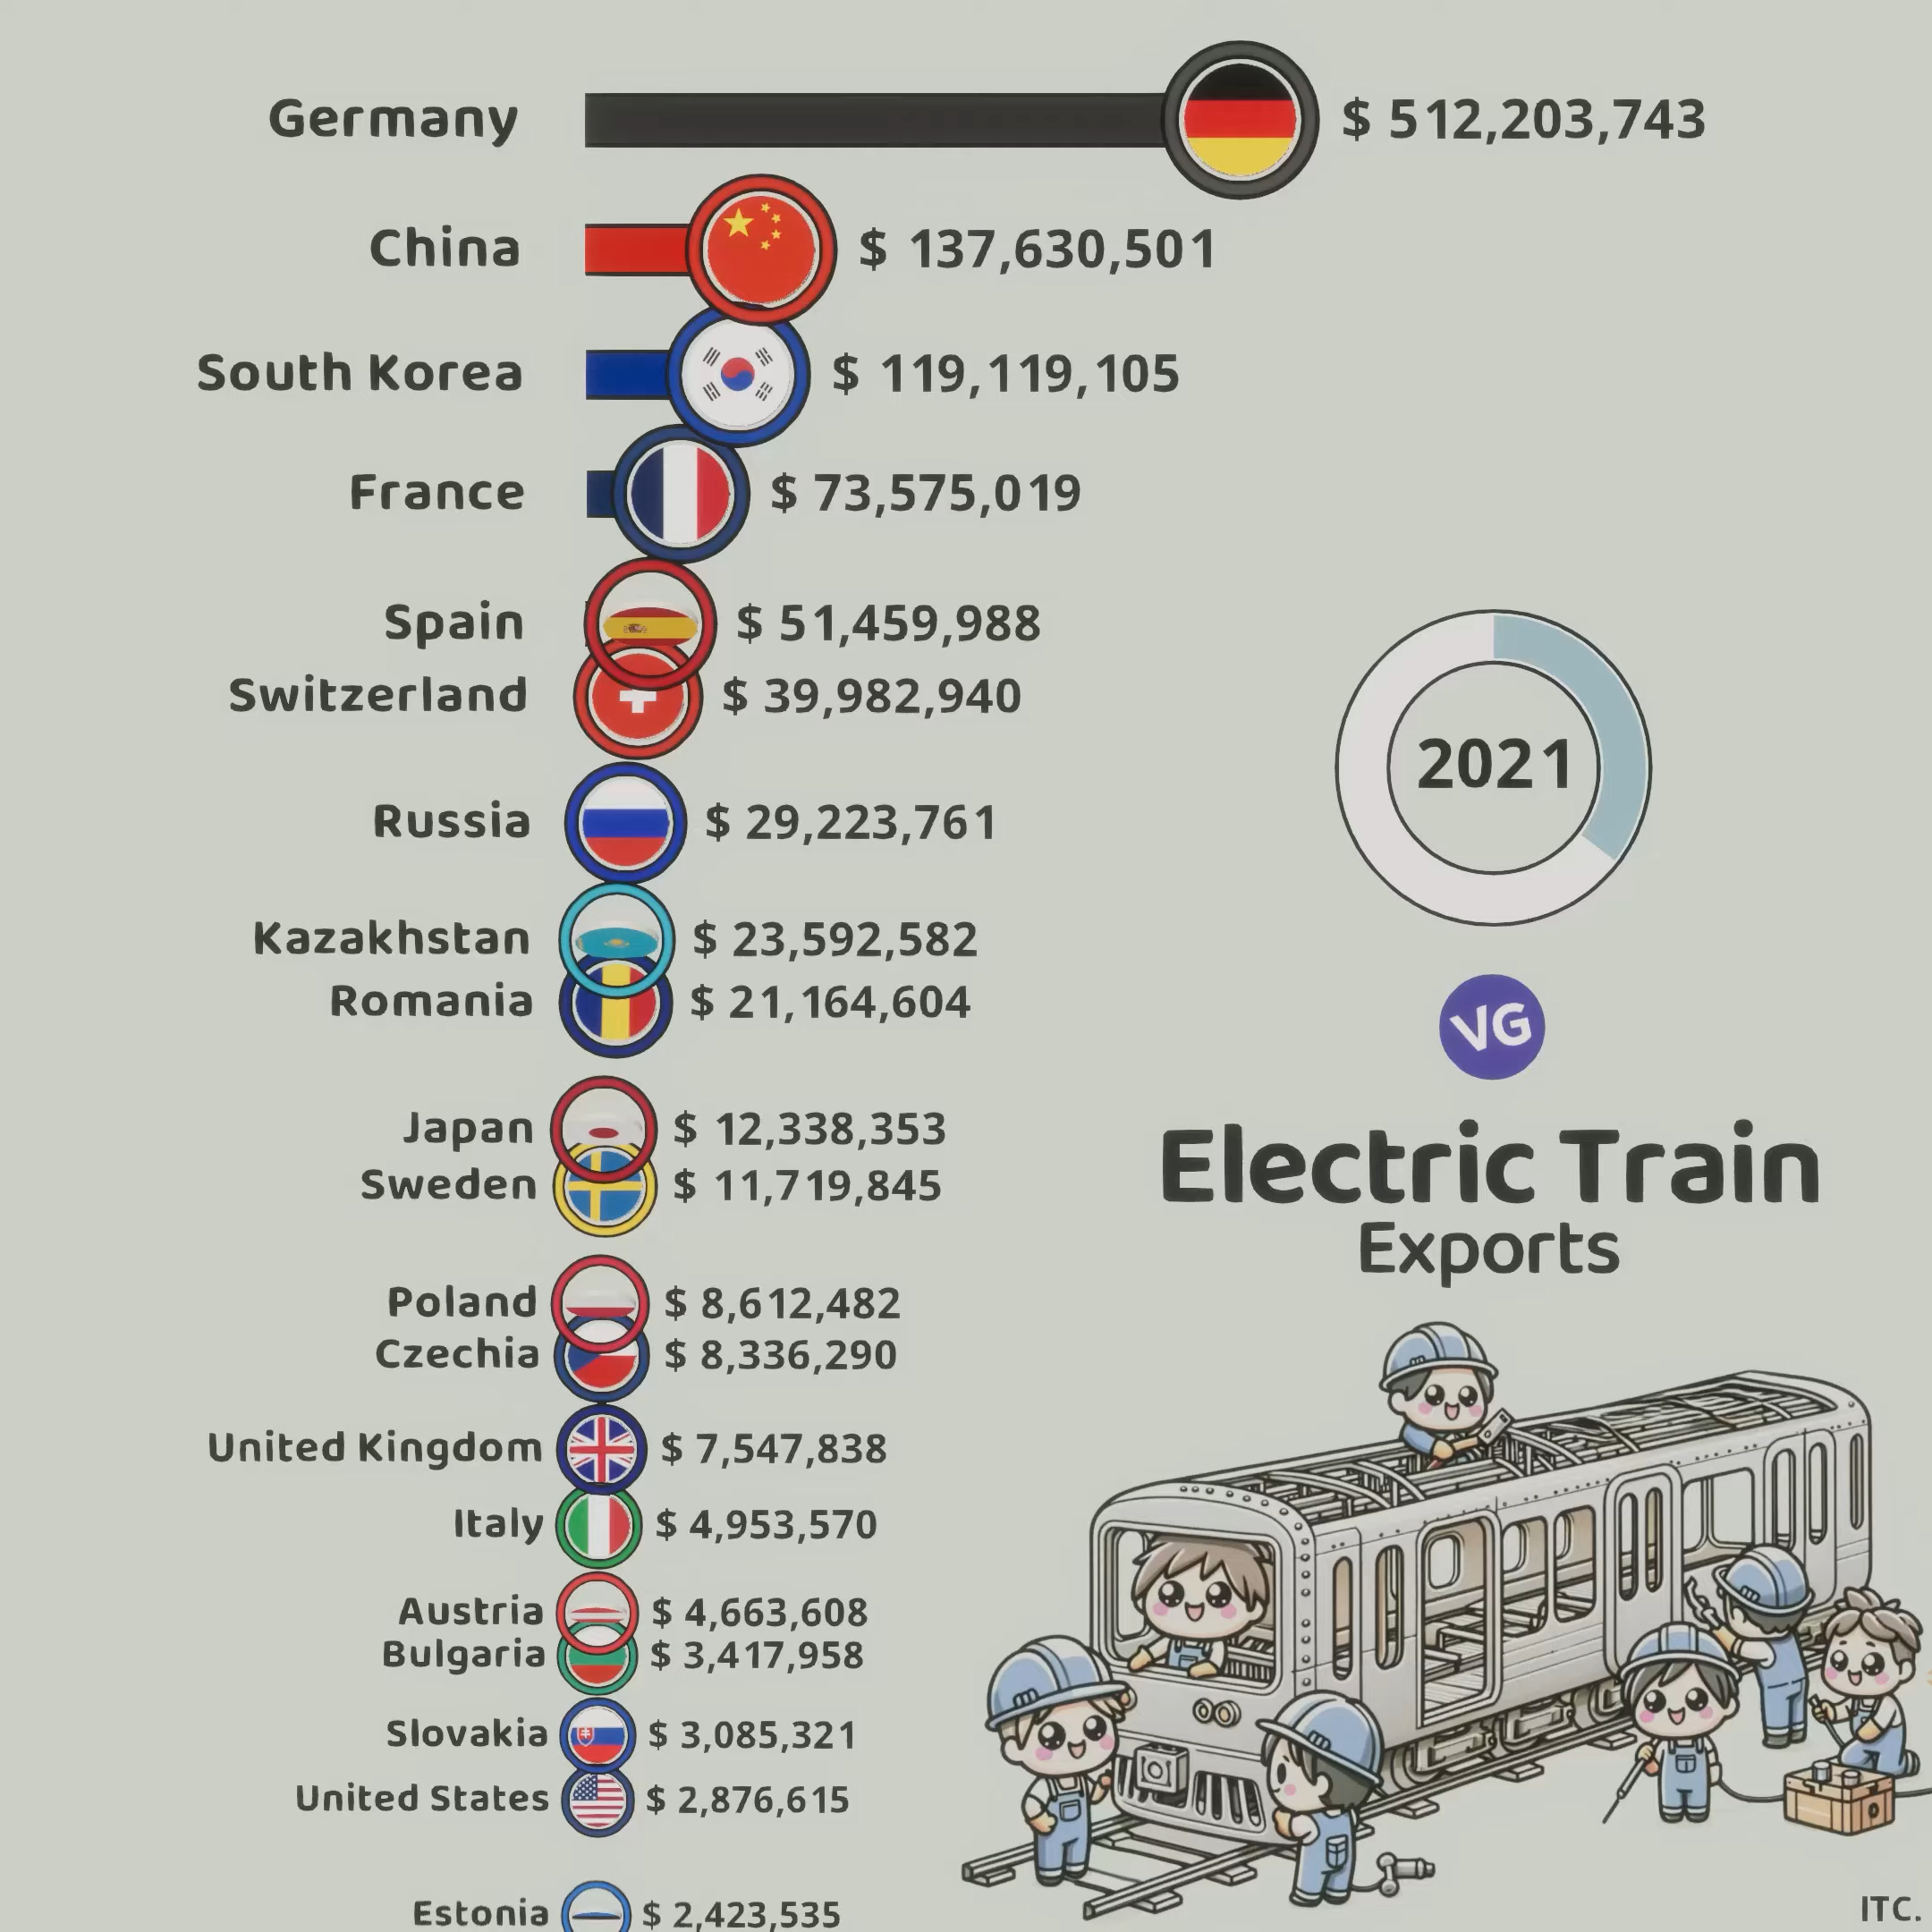 Germany $ 512,203,743
China $ 137,630,501
South Korea $ 119,119,105
France $ 73,575,019
Spain $ 51,459,988
Switzerland $ 39,982,940
Russia $ 29,223,761
Kazakhstan $ 23,592,582
Romania $ 21,164,604
Japan $ 12,338,353
Sweden $ 11,719,845
Poland $ 8,612,482
Czechia $ 8,336,290
United Kingdom $ 7,547,838
Italy $ 4,953,570
Austria $ 4,663,608
Bulgaria $ 3,417,958
Slovakia $ 3,085,321
United States $ 2,876,615
Estonia $ 2,423,535
2021
VG
Electric Train
Exports
ITC.